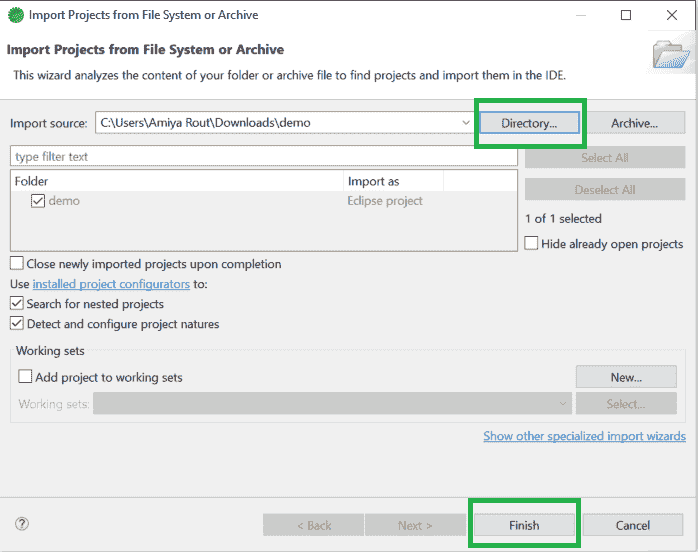 Import Projects from File System or Archive
Import Projects from File System or Archive
This wizard analyzes the content of your folder or archive file to find projects and import them in the IDE.
Import source: C:\Users\Amiya Rout\Downloads\demo Directory... Archive...
type filter text Select All
Folder Import as Deselect All
demo Eclipse project
1 of 1 selected
Hide already open projects
Close newly imported projects upon completion
Use installed project configurators to:
Search for nested projects
Detect and configure project natures
Working sets
Add project to working sets New...
Working sets: Select...
Show other specialized import wizards
? < Back Next > Finish Cancel